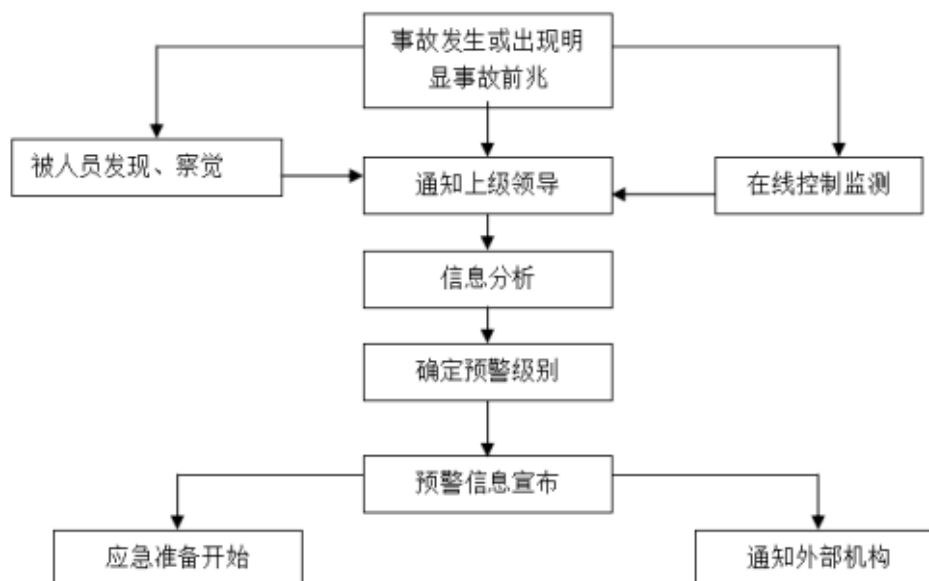 事故发生或出现明
显事故前兆
被人员发现、察觉
通知上级领导
在线控制监测
信息分析
确定预警级别
预警信息宣布
应急准备开始
通知外部机构